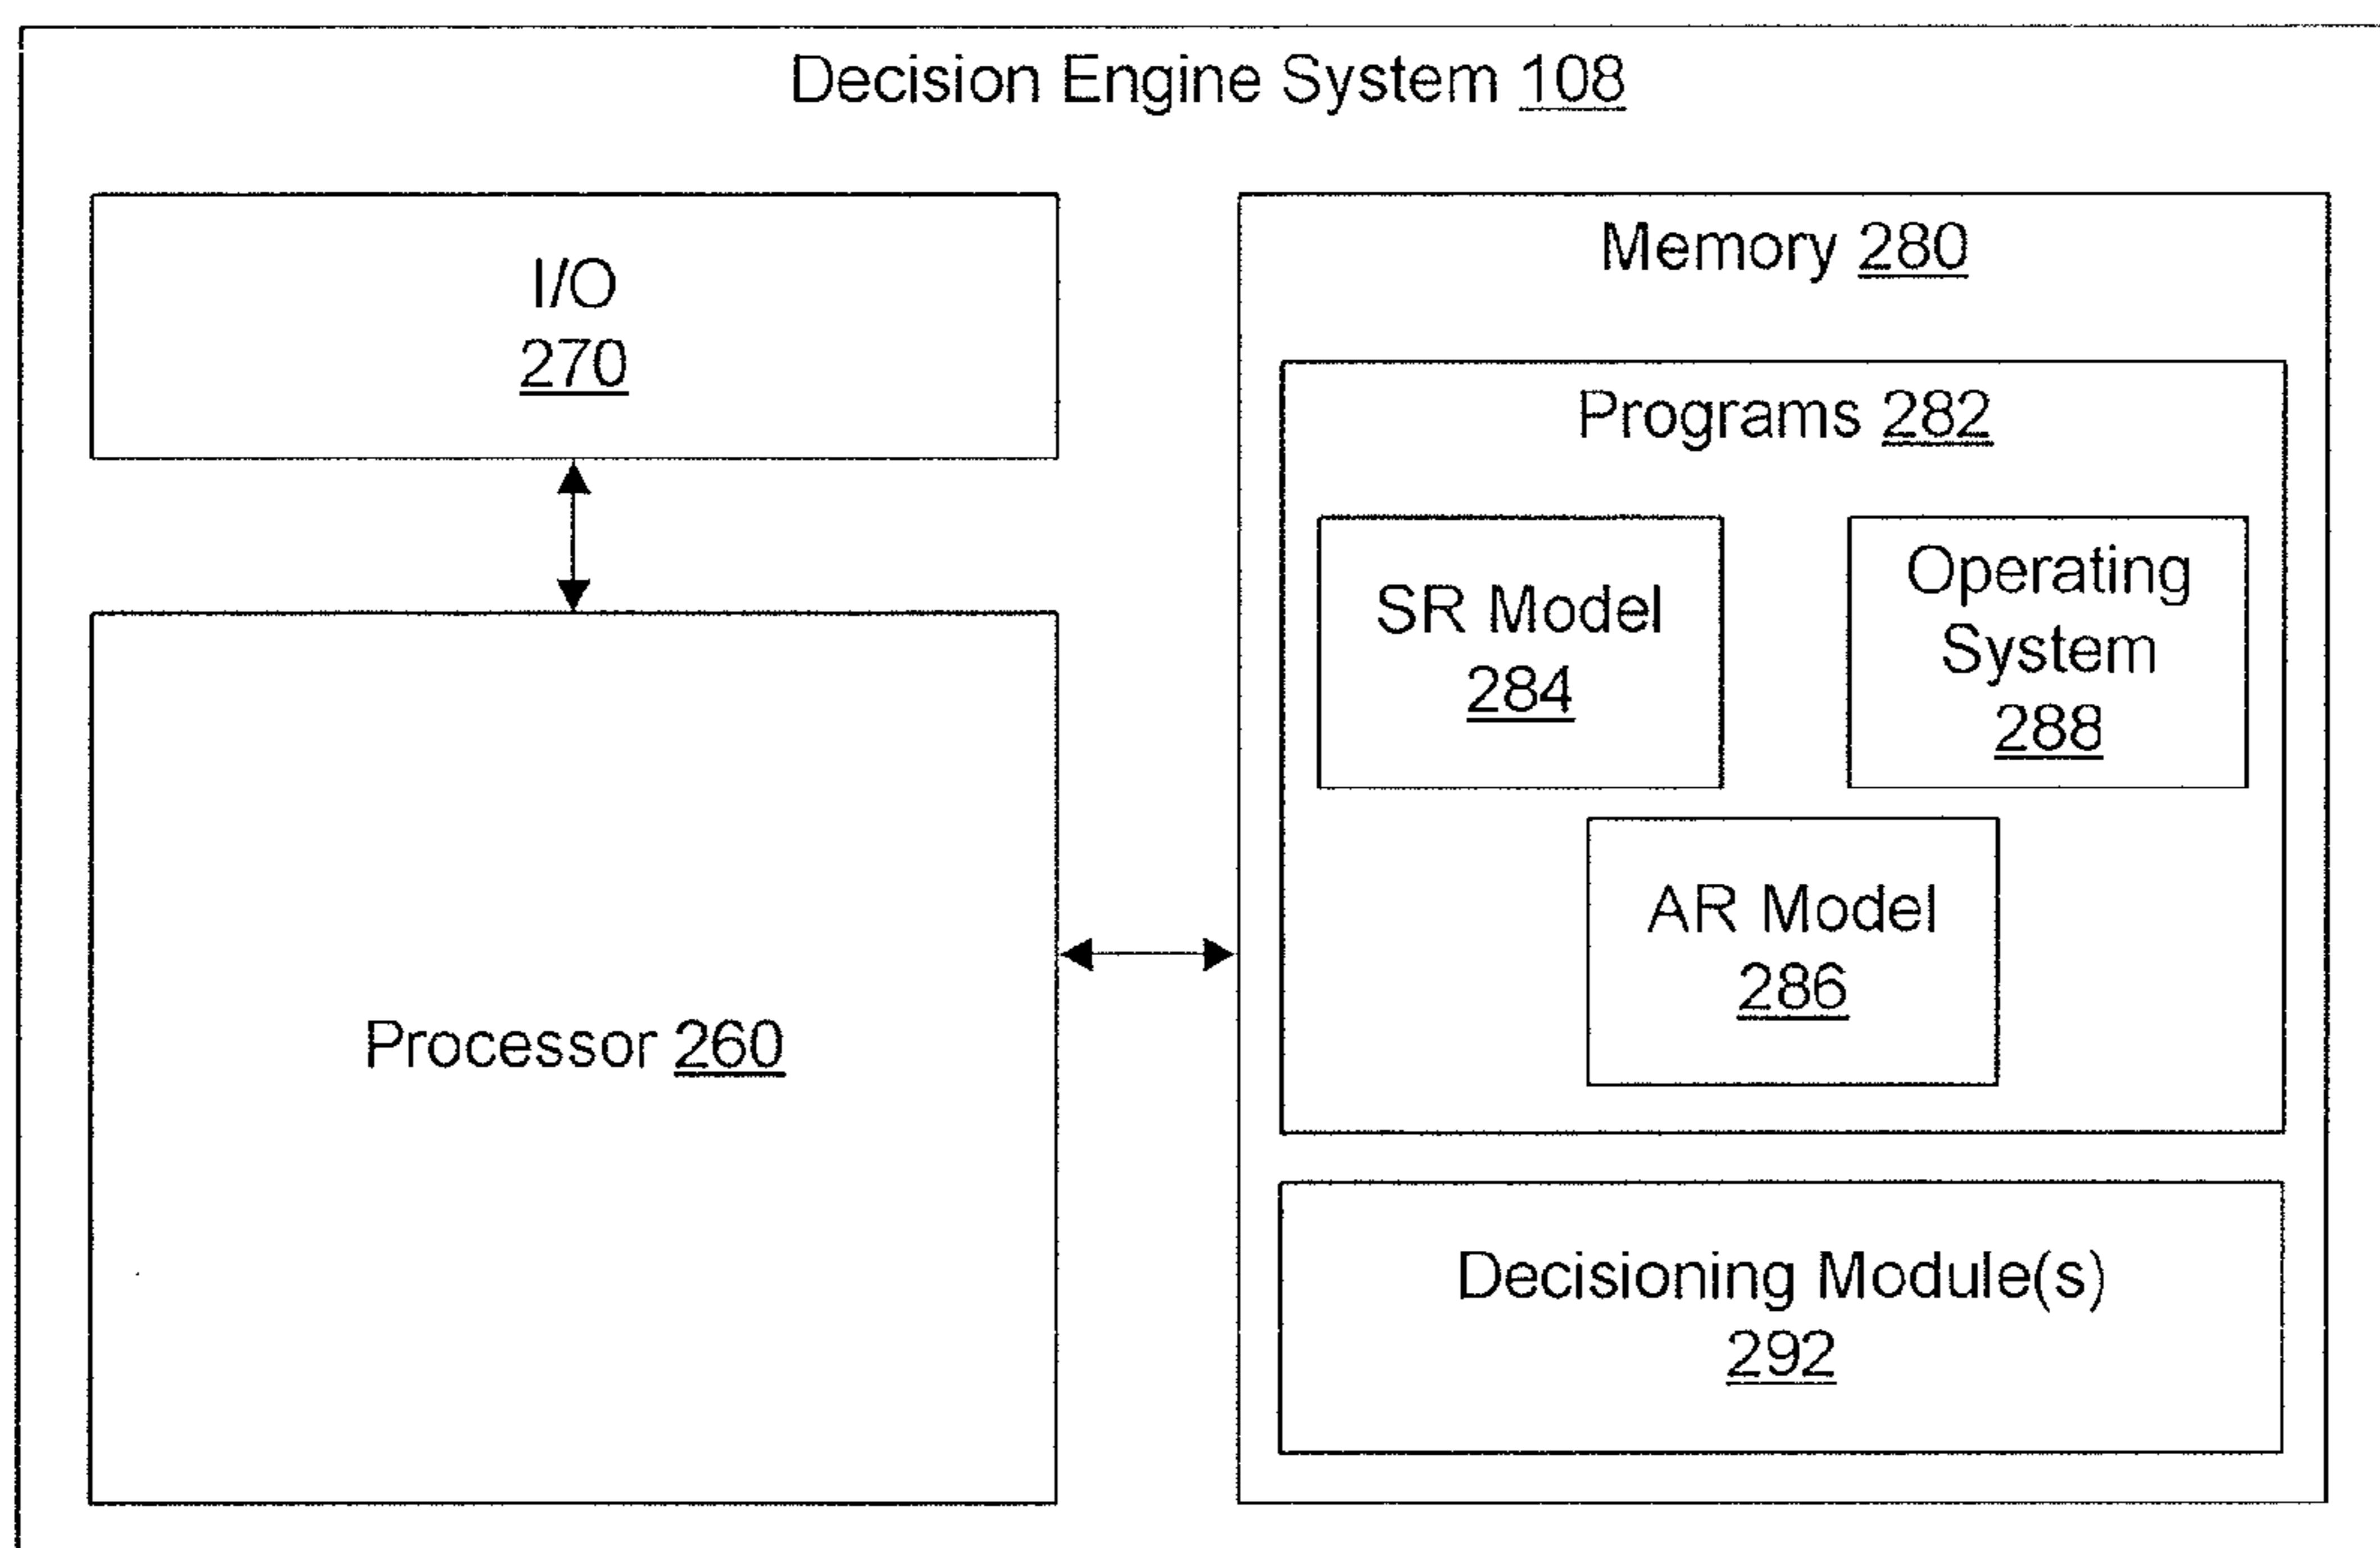 Decision Engine System 108
I/O
270
Processor 260
Memory 280
Programs 282
SR Model
284
Operating
System
288
AR Model
286
Decisioning Module(s)
292